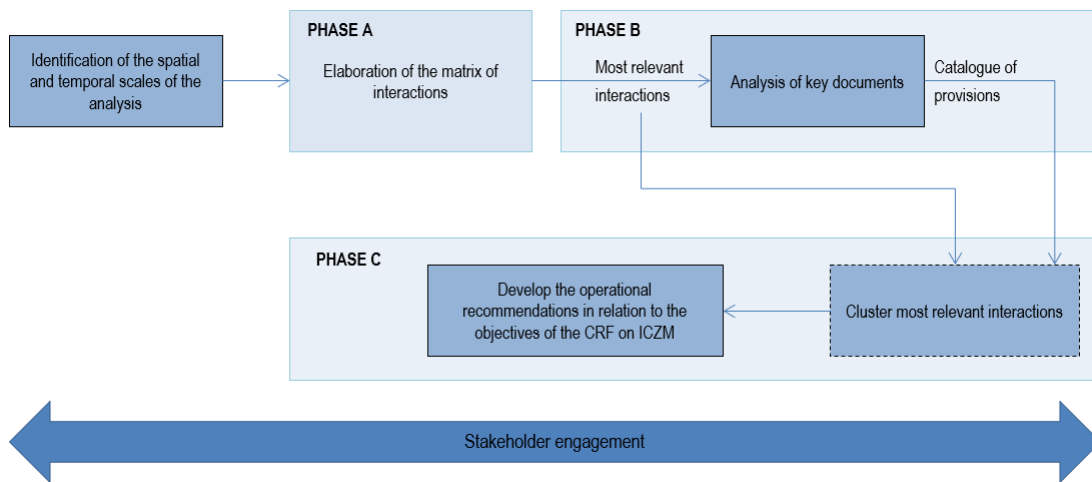 Identification of the spatial
and temporal scales of the
analysis
PHASE A
Elaboration of the matrix of
interactions
PHASE B
Most relevant
interactions
Analysis of key documents
Catalogue of
provisions
PHASE C
Develop the operational
recommendations in relation to the
objectives of the CRF on ICZM
Cluster most relevant interactions
Stakeholder engagement